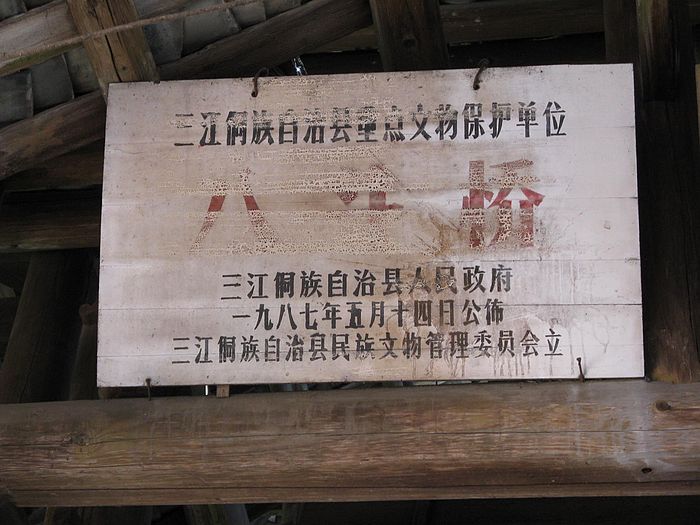 三江侗族自治县重点文物保护单位
八 桥
三江侗族自治县人民政府
一九八七年五月十四日公佈
三江侗族自治县民族文物管理委员会立